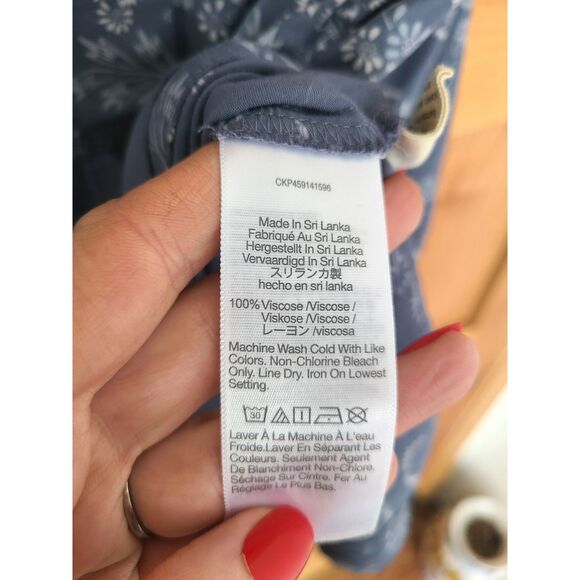 CKP459141596
Made In Sri Lanka
Fabriqué Au Sri Lanka
Hergestellt In Sri Lanka
Vervaardigd In Sri Lanka
スリランカ製
hecho en sri lanka
100% Viscose /Viscose /
Viskose /Viscose /
レーヨン /viscosa
Machine Wash Cold With Like
Colors. Non-Chlorine Bleach
Only. Line Dry. Iron On Lowest
Setting.
30
Laver À La Machine À L'eau
Froide.Laver En Séparant Les
Couleurs. Seulement Agent
De Blanchiment Non-Chlore.
Séchage Sur Cintre. Fer Au
Réglage Le Plus Bas.